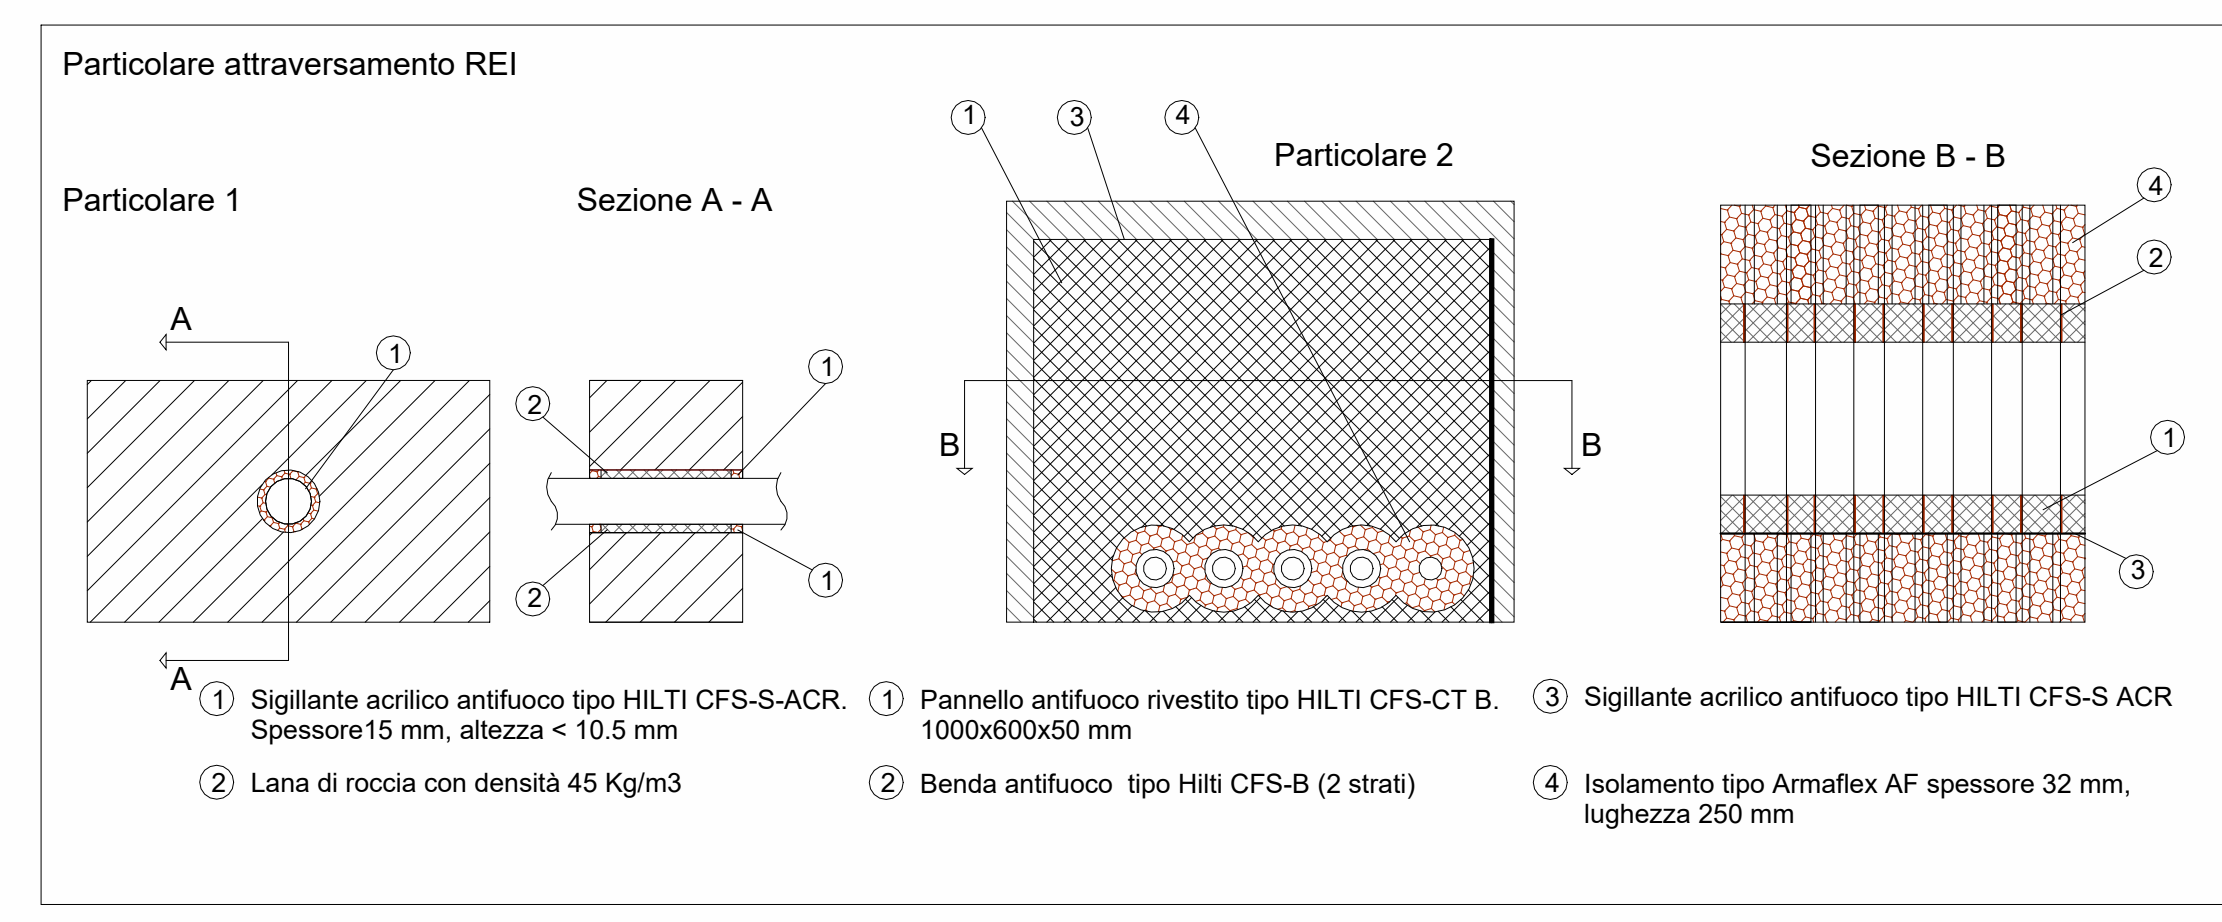 Particolare attraversamento REI
Particolare 1
Sezione A - A
A
1
A
2
1
2
1
1
3
4
Particolare 2
B
B
Sezione B - B
4
2
1
3
1 Sigillante acrilico antifuoco tipo HILTI CFS-S-ACR.
Spessore15 mm, altezza < 10.5 mm
2 Lana di roccia con densità 45 Kg/m3
1 Pannello antifuoco rivestito tipo HILTI CFS-CT B.
1000x600x50 mm
2 Benda antifuoco  tipo Hilti CFS-B (2 strati)
3 Sigillante acrilico antifuoco tipo HILTI CFS-S ACR
4 Isolamento tipo Armaflex AF spessore 32 mm,
lughezza 250 mm